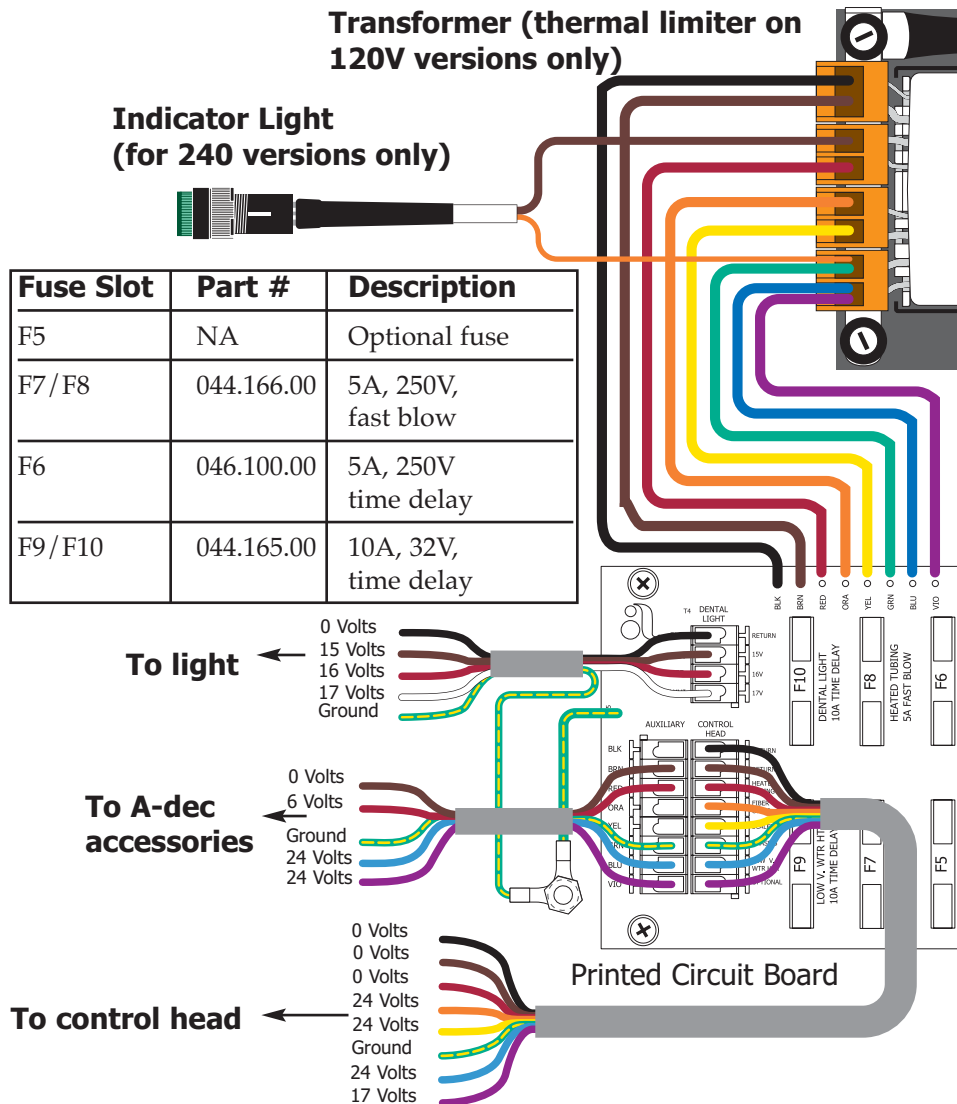 Transformer (thermal limiter on
120V versions only)
Indicator Light
(for 240 versions only)
Fuse Slot Part # Description
F5 NA Optional fuse
F7/F8 044.166.00 5A, 250V,
fast blow
F6 046.100.00 5A, 250V
time delay
F9/F10 044.165.00 10A, 32V,
time delay
BLK
BRN
RED
ORA
YEL
GRN
BLU
VIO
T4
DENTAL
LIGHT
RETURN
15V
16V
17V
F10
DENTAL LIGHT
10A TIME DELAY
F8
HEATED TUBING
5A FAST BLOW
F6
To light
0 Volts
15 Volts
16 Volts
17 Volts
Ground
AUXILIARY
CONTROL
HEAD
BLK
BRN
RED
ORA
YEL
BLU
VIO
HEATED
FIBER
WTR HTR
OPTIONAL
F9
LOW V. WTR HT
10A TIME DELAY
F7
F5
To A-dec
accessories
0 Volts
6 Volts
Ground
24 Volts
24 Volts
Printed Circuit Board
To control head
0 Volts
0 Volts
0 Volts
24 Volts
24 Volts
Ground
24 Volts
17 Volts